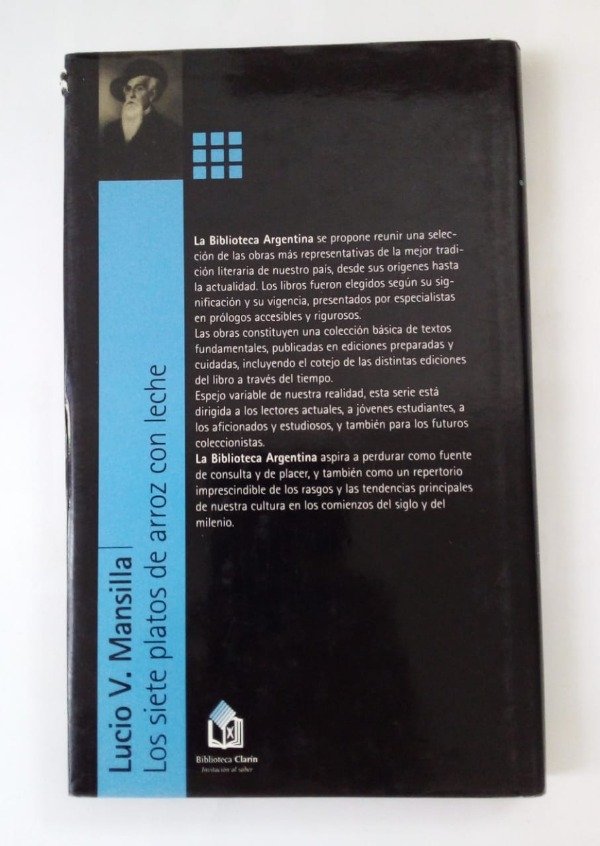 Lucio V. Mansilla
Los siete platos de arroz con leche
La Biblioteca Argentina se propone reunir una selec-
ción de las obras más representativas de la mejor tradi-
ción literaria de nuestro país, desde sus orígenes hasta
la actualidad. Los libros fueron elegidos según su sig-
nificación y su vigencia, presentados por especialistas
en prólogos accesibles y rigurosos.
Las obras constituyen una colección básica de textos
fundamentales, publicadas en ediciones preparadas y
cuidadas, incluyendo el cotejo de las distintas ediciones
del libro a través del tiempo.
Espejo variable de nuestra realidad, esta serie está
dirigida a los lectores actuales, a jóvenes estudiantes, a
los aficionados y estudiosos, y también para los futuros
coleccionistas.
La Biblioteca Argentina aspira a perdurar como fuente
de consulta y de placer, y también como un repertorio
imprescindible de los rasgos y las tendencias principales
de nuestra cultura en los comienzos del siglo y del
milenio.
Biblioteca Clarín
Invitación al saber